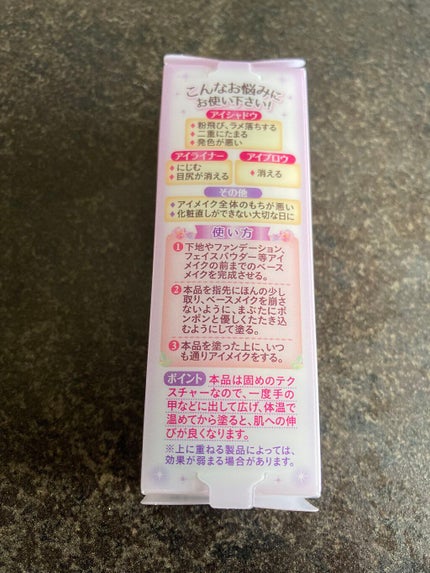 こんなお悩みに
お使い下さい!
アイシャドウ
♦粉飛び、ラメ落ちする
♦二重にたまる
♦発色が悪い
アイライナー
♦にじむ
♦目尻が消える
アイブロウ
♦消える
その他
♦アイメイク全体のもちが悪い
♦化粧直しができない大切な日に
使い方
1 下地やファンデーション、
フェイスパウダー等アイ
メイクの前までのベース
メイクを完成させる。
2 本品を指先にほんの少し
取り、ベースメイクを崩さ
ないように、まぶたにポ
ンポンと優しくたたき込
むようにして塗る。
3 本品を塗った上に、いつ
も通りアイメイクをする。
ポイント 本品は固めのテク
スチャーなので、一度手の
甲などに出して広げ、体温で
温めてから塗ると、肌への伸
びが良くなります。
※上に重ねる製品によっては、
効果が弱まる場合があります。